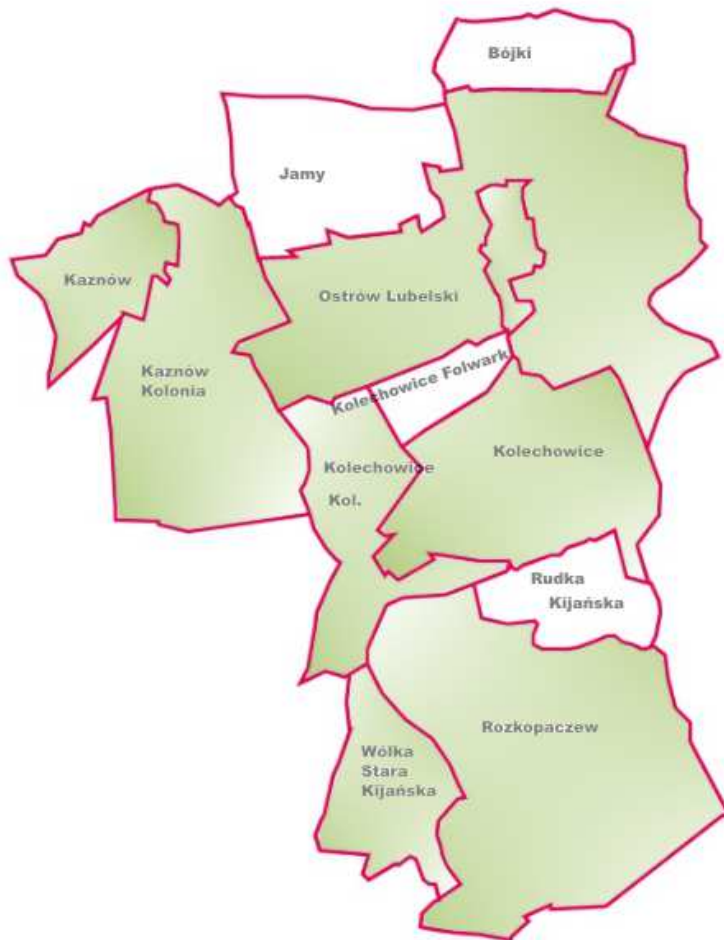 Bójki
Jamy
Kaznów
Ostrów Lubelski
Kaznów
Kolonia
Kolechowice Folwark
Kolechowice
Kolechowice
Kol.
Rudka
Kijańska
Rozkopaczew
Wólka
Stara
Kijańska